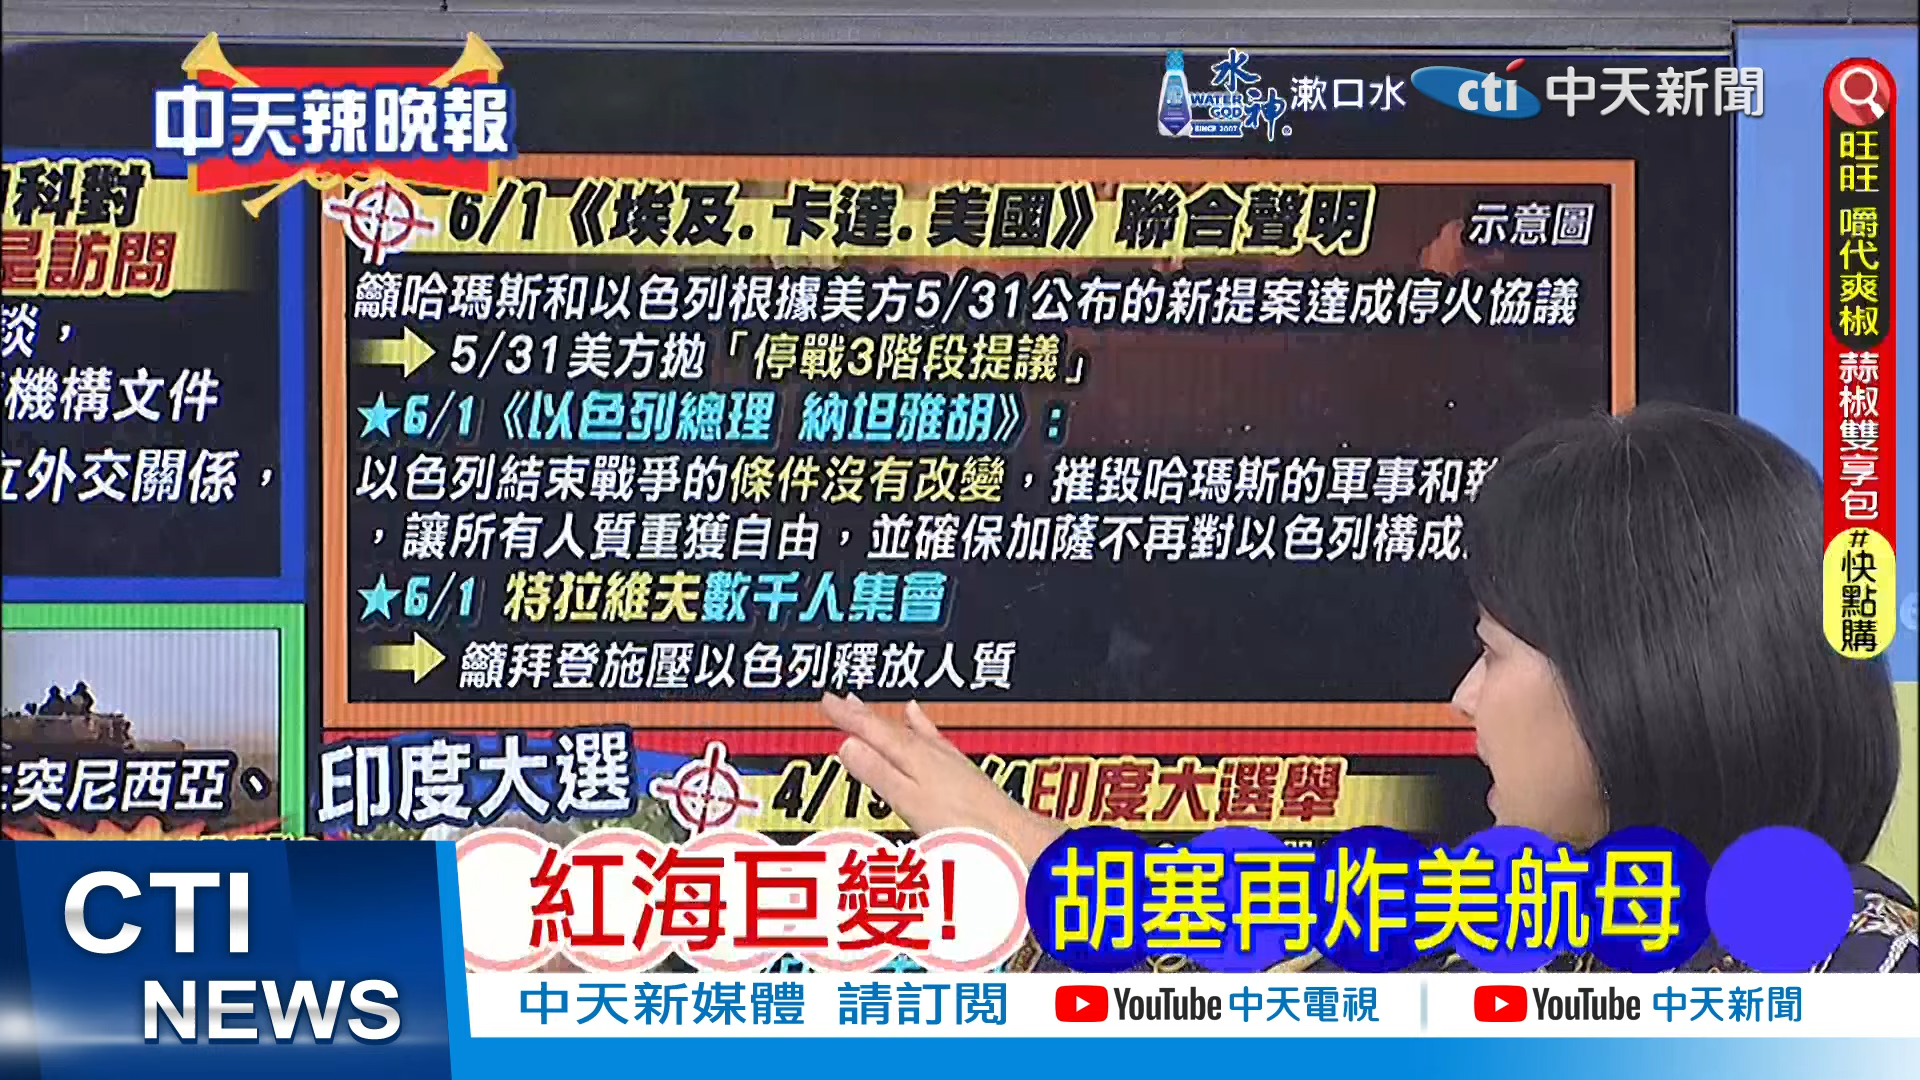 中天辣晚報
水神
WATER GOD
SINCE 2007
漱口水
cti 中天新聞
科對
是訪問
談，
機構文件
立外交關係，
突尼西亞、
6/1《埃及.卡達.美國》聯合聲明
示意圖
籲哈瑪斯和以色列根據美方5/31公布的新提案達成停火協議
5/31美方拋「停戰3階段提議」
★6/1《以色列總理 納坦雅胡》：
以色列結束戰爭的條件沒有改變，摧毀哈瑪斯的軍事和
，讓所有人質重獲自由，並確保加薩不再對以色列構成
★6/1 特拉維夫數千人集會
籲拜登施壓以色列釋放人質
印度大選
印度大選舉
旺旺 嚼代爽椒 蒜椒雙享包 #快點購
紅海巨變! 胡塞再炸美航母
CTI
NEWS
中天新媒體 請訂閱 YouTube 中天電視 YouTube 中天新聞